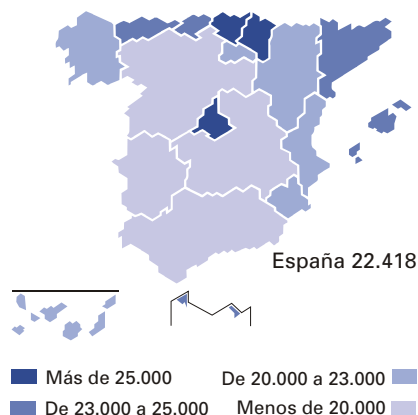 España 22.418
Más de 25.000
De 20.000 a 23.000
De 23.000 a 25.000
Menos de 20.000